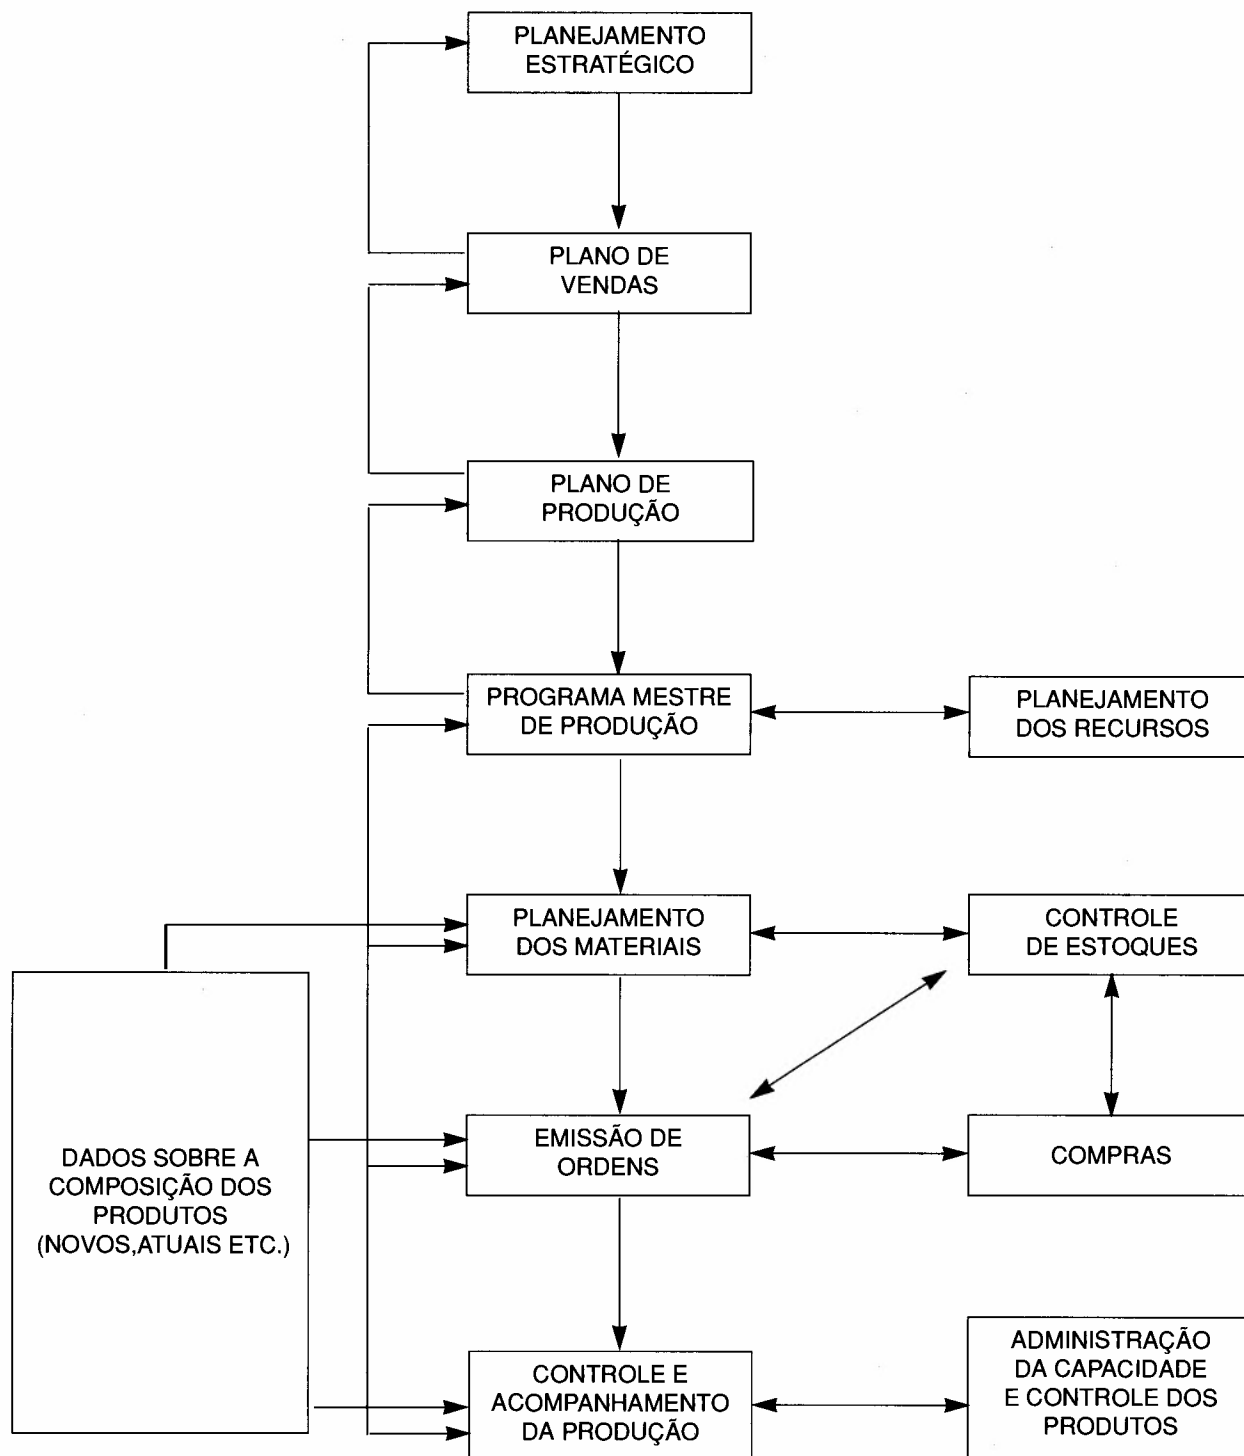 PLANEJAMENTO
ESTRATÉGICO
PLANO DE
VENDAS
PLANO DE
PRODUÇÃO
PROGRAMA MESTRE
DE PRODUÇÃO
PLANEJAMENTO
DOS RECURSOS
PLANEJAMENTO
DOS MATERIAIS
CONTROLE
DE ESTOQUES
DADOS SOBRE A
COMPOSIÇÃO DOS
PRODUTOS
(NOVOS,ATUAIS ETC.)
EMISSÃO DE
ORDENS
COMPRAS
CONTROLE E
ACOMPANHAMENTO
DA PRODUÇÃO
ADMINISTRAÇÃO
DA CAPACIDADE
E CONTROLE DOS
PRODUTOS